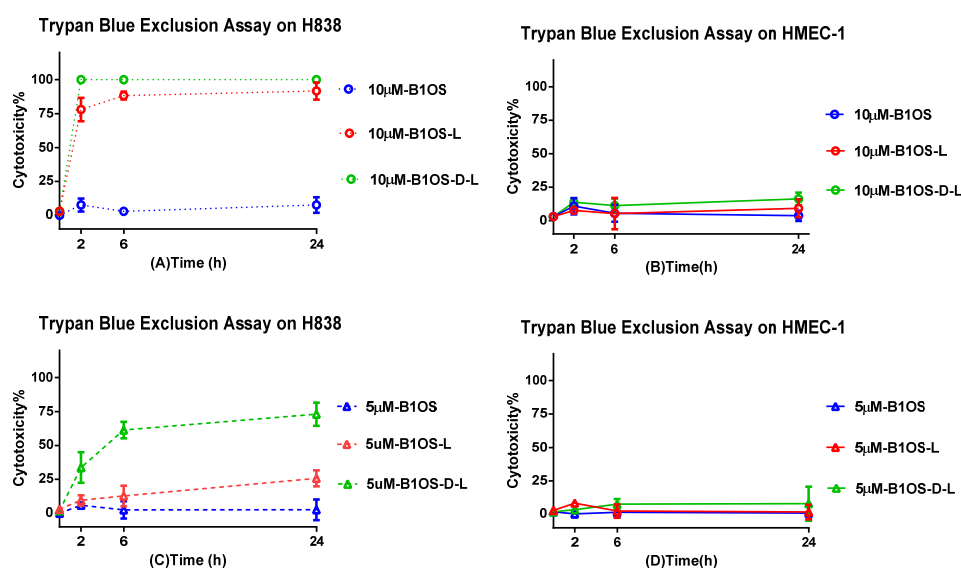 Trypan Blue Exclusion Assay on H838
Cytotoxicity%
100
75
50
25
0
2
6
24
(A)Time (h)
10μM-B1OS
10μM-B1OS-L
10μM-B1OS-D-L
Trypan Blue Exclusion Assay on HMEC-1
Cytotoxicity%
100
75
50
25
0
2
6
24
(B)Time(h)
10μM-B1OS
10μM-B1OS-L
10μM-B1OS-D-L
Trypan Blue Exclusion Assay on H838
Cytotoxicity%
100
75
50
25
0
2
6
24
(C)Time (h)
5μM-B1OS
5uM-B1OS-L
5uM-B1OS-D-L
Trypan Blue Exclusion Assay on HMEC-1
Cytotoxicity%
100
75
50
25
0
2
6
24
(D)Time(h)
5μM-B1OS
5μM-B1OS-L
5μM-B1OS-D-L